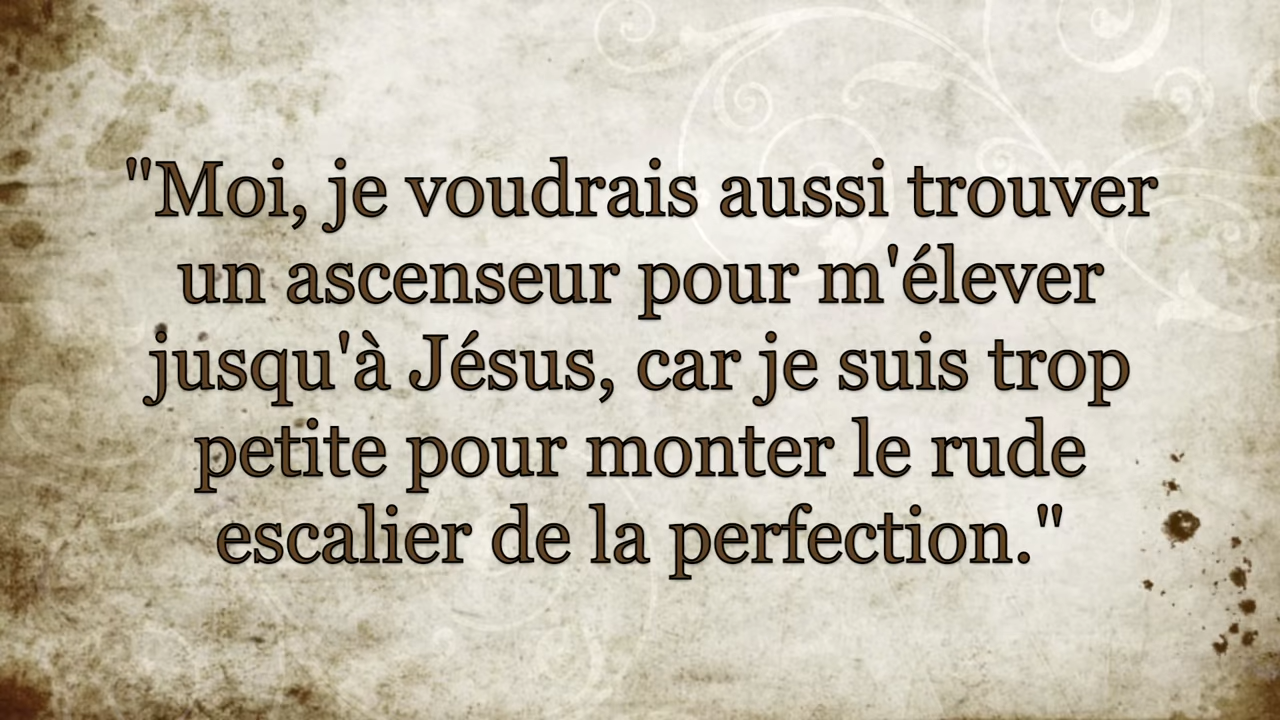 "Moi, je voudrais aussi trouver
un ascenseur pour m'élever
jusqu'à Jésus, car je suis trop
petite pour monter le rude
escalier de la perfection."